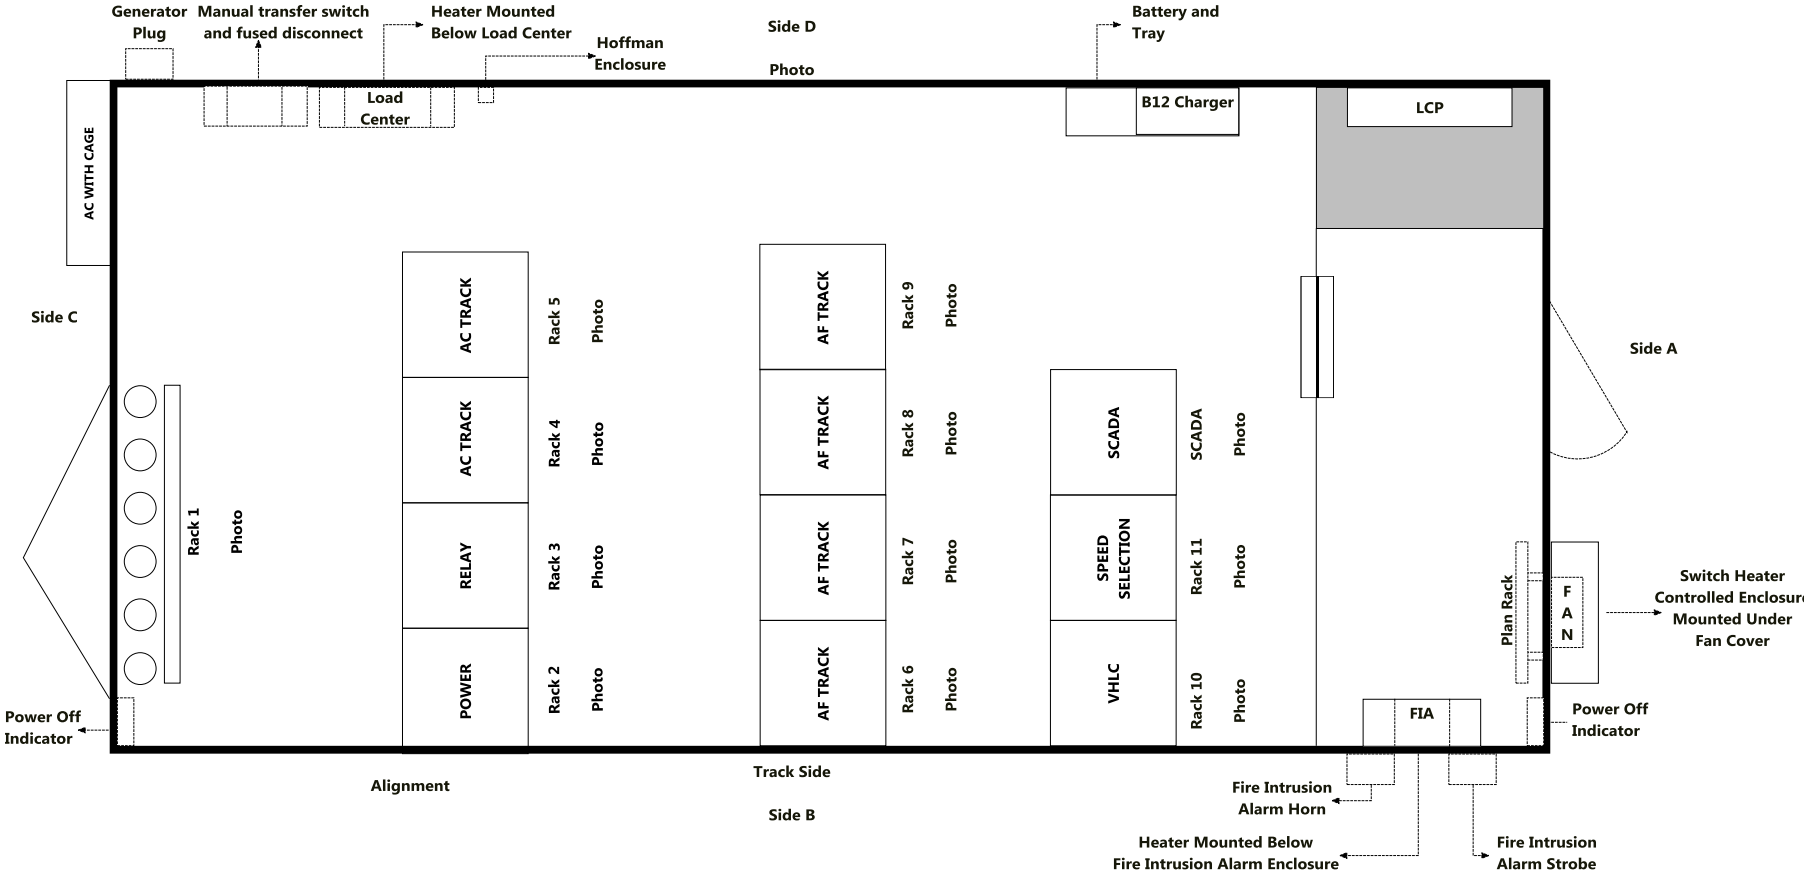 Generator
Plug
Manual transfer switch
and fused disconnect
Heater Mounted
Below Load Center
Hoffman
Enclosure
Side D
Photo
Battery and
Tray
Load
Center
B12 Charger
LCP
AC WITH CAGE
Side C
Side A
AC TRACK
Rack 5
Photo
AF TRACK
Rack 9
Photo
AC TRACK
Rack 4
Photo
AF TRACK
Rack 8
Photo
SCADA
SCADA
Photo
Rack 1
Photo
RELAY
Rack 3
Photo
AF TRACK
Rack 7
Photo
SPEED
SELECTION
Rack 11
Photo
POWER
Rack 2
Photo
AF TRACK
Rack 6
Photo
VHLC
Rack 10
Photo
Plan Rack
F
A
N
Switch Heater
Controlled Enclosure
Mounted Under
Fan Cover
Power Off
Indicator
FIA
Power Off
Indicator
Alignment
Track Side
Side B
Fire Intrusion
Alarm Horn
Heater Mounted Below
Fire Intrusion Alarm Enclosure
Fire Intrusion
Alarm Strobe